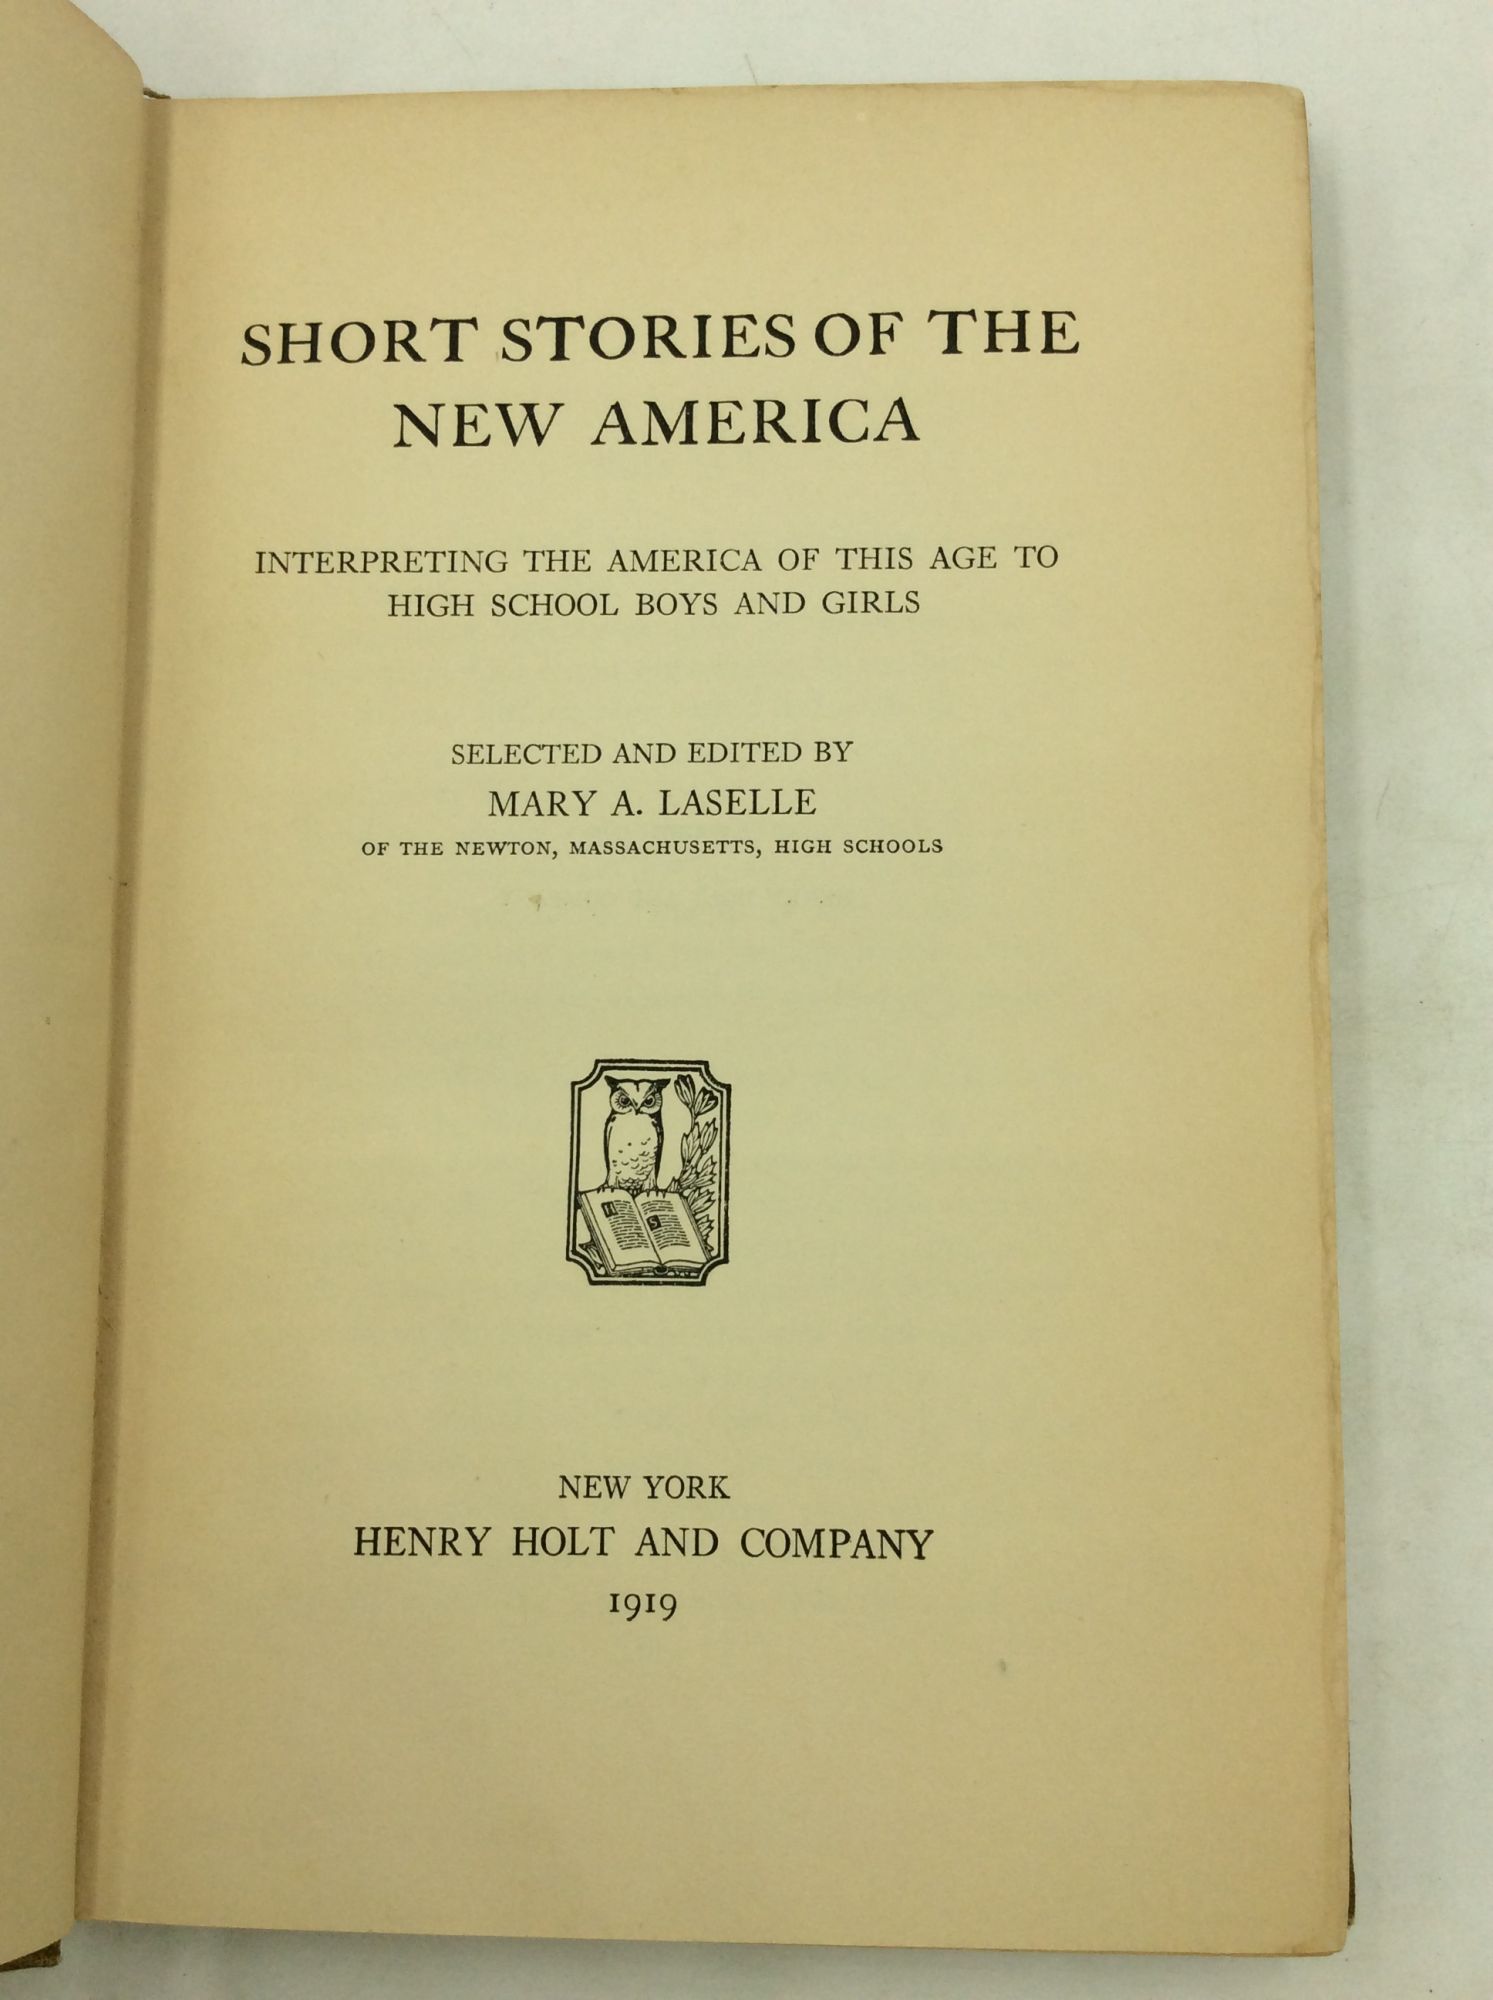 SHORT STORIES OF THE
NEW AMERICA
INTERPRETING THE AMERICA OF THIS AGE TO
HIGH SCHOOL BOYS AND GIRLS
SELECTED AND EDITED BY
MARY A. LASELLE
OF THE NEWTON, MASSACHUSETTS, HIGH SCHOOLS
H S
NEW YORK
HENRY HOLT AND COMPANY
1919